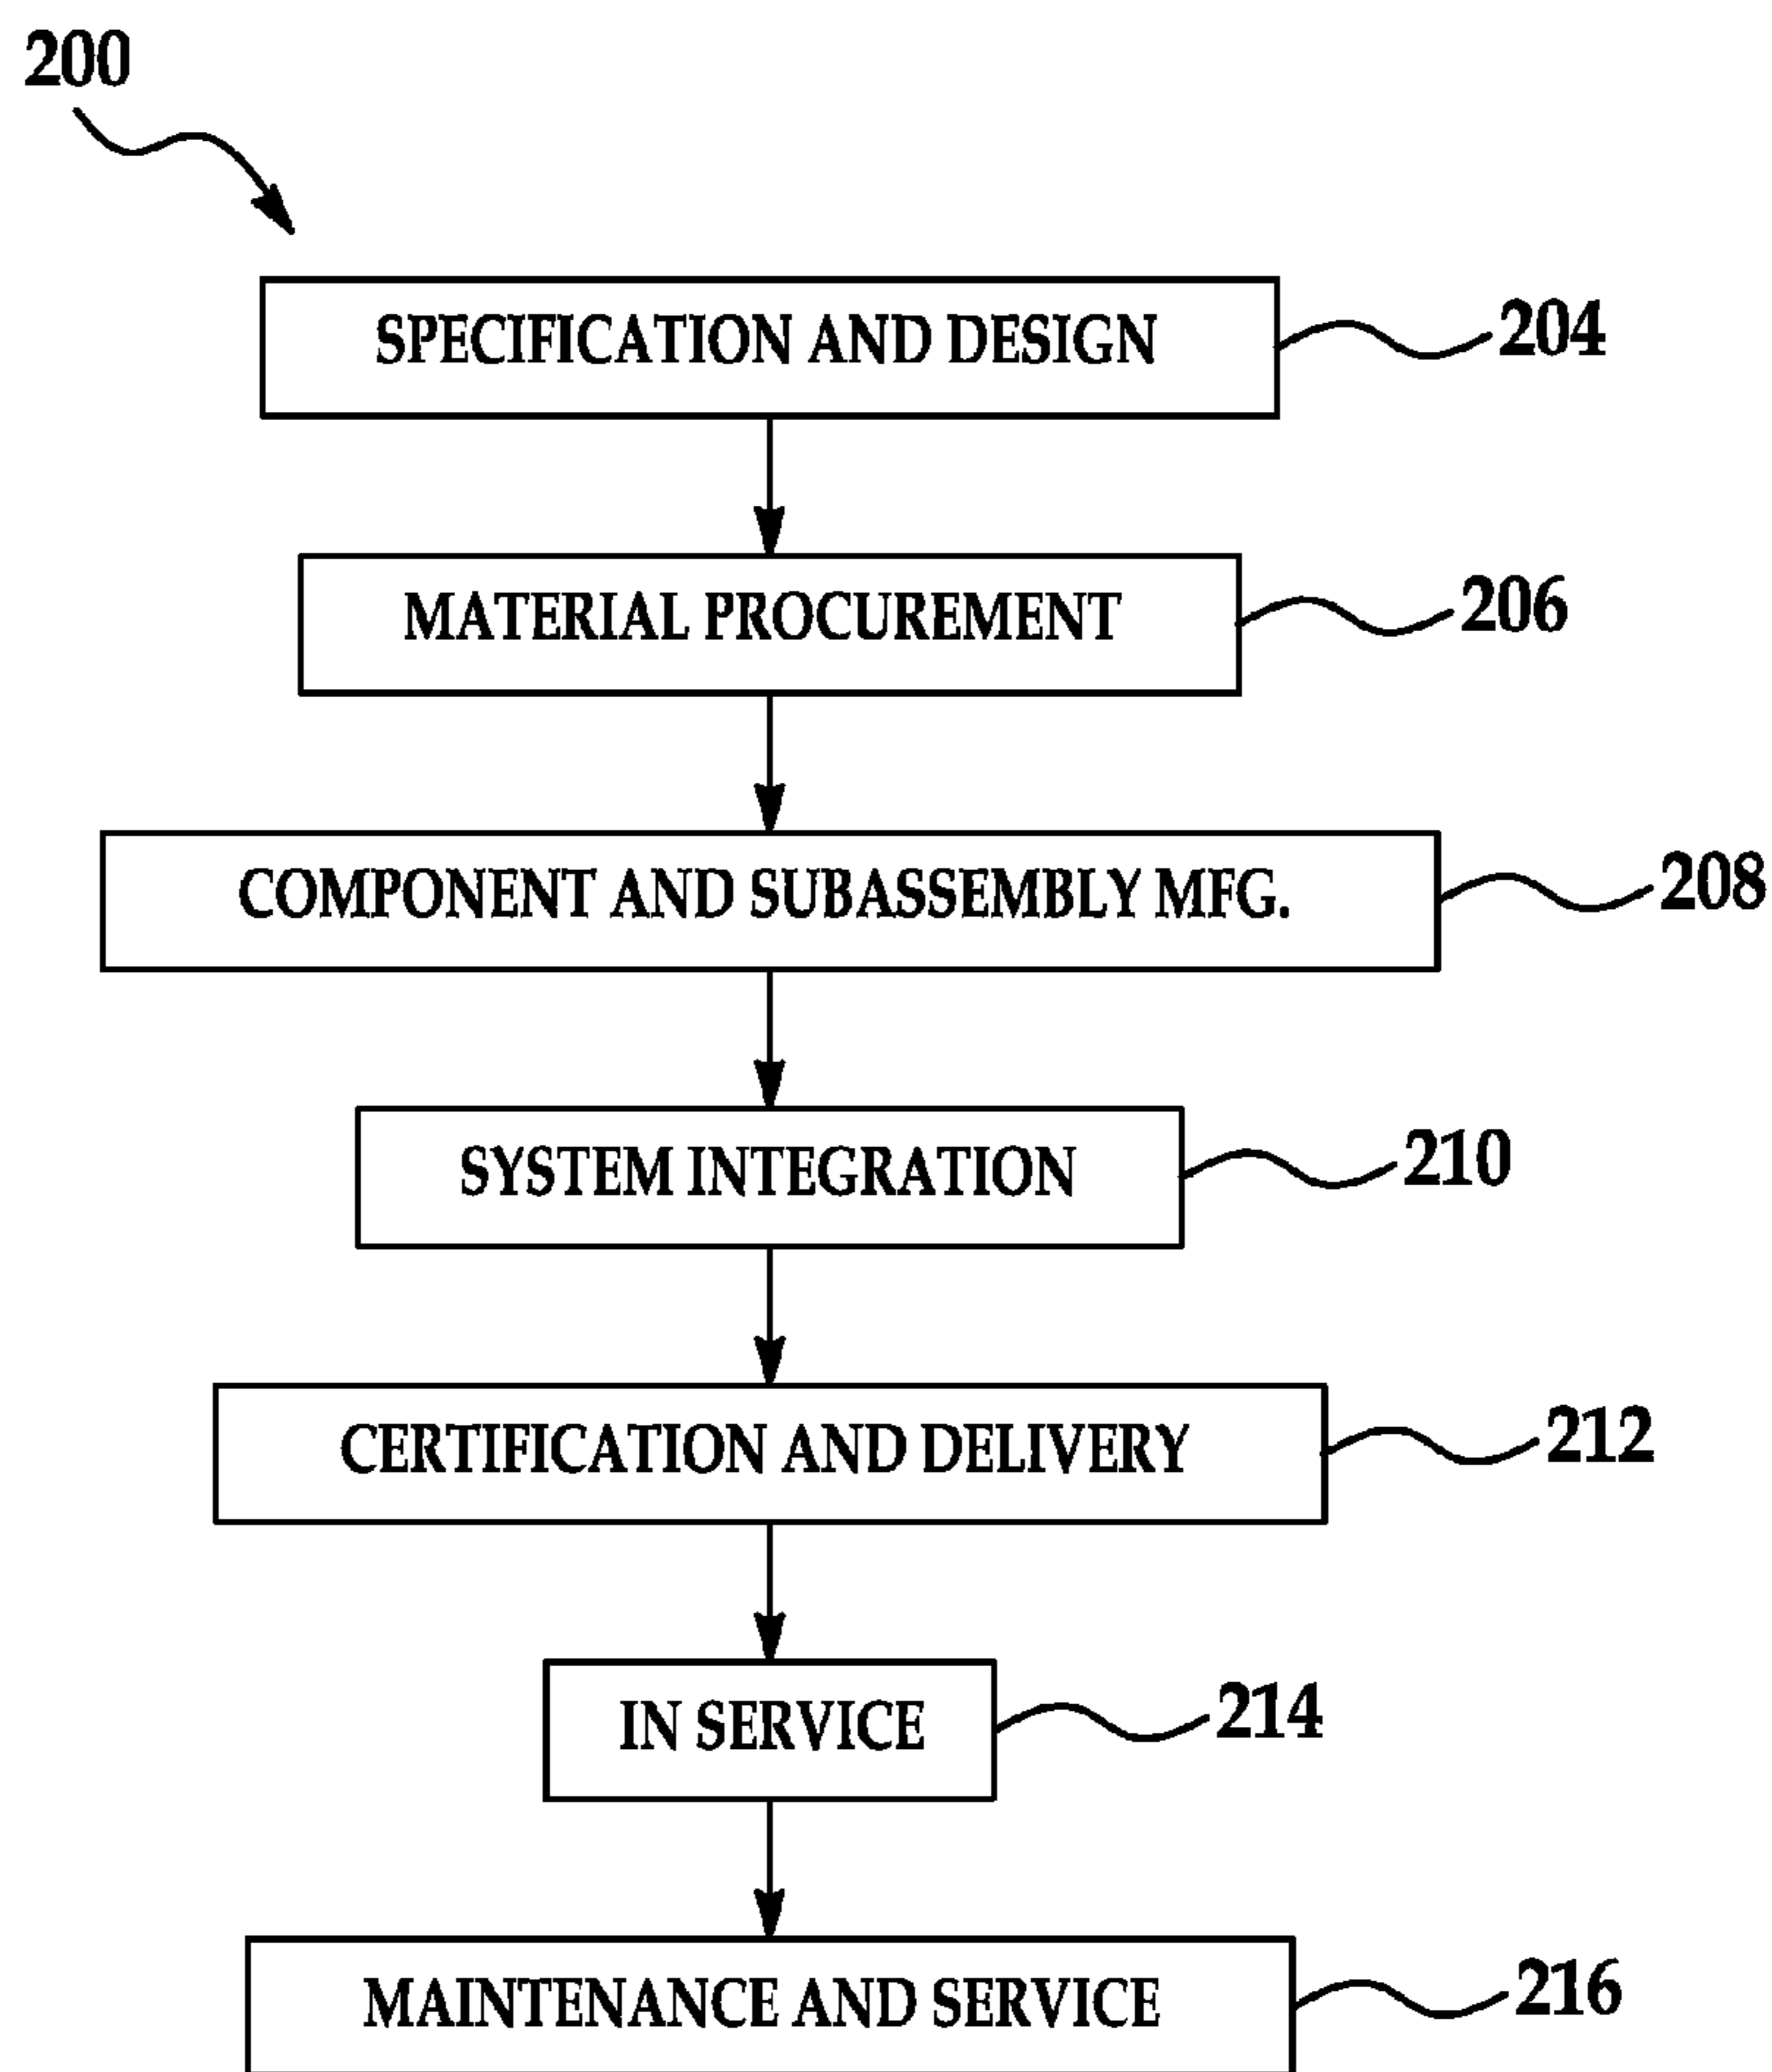 200
SPECIFICATION AND DESIGN 204
MATERIAL PROCUREMENT 206
COMPONENT AND SUBASSEMBLY MFG. 208
SYSTEM INTEGRATION 210
CERTIFICATION AND DELIVERY 212
IN SERVICE 214
MAINTENANCE AND SERVICE 216